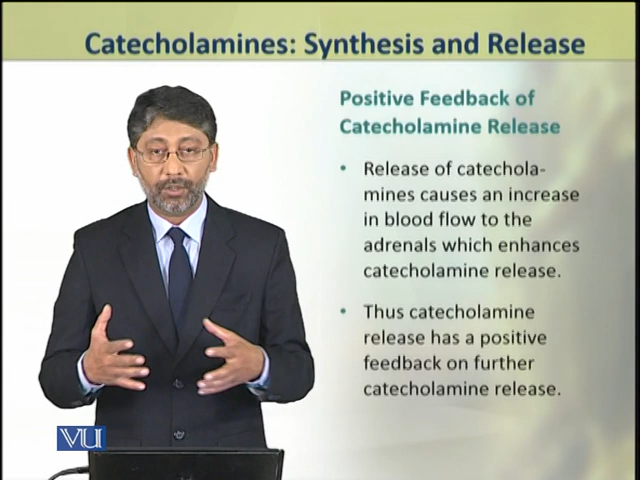 Catecholamines: Synthesis and Release
Positive Feedback of
Catecholamine Release
• Release of catechola-
mines causes an increase
in blood flow to the
adrenals which enhances
catecholamine release.
• Thus catecholamine
release has a positive
feedback on further
catecholamine release.
VU